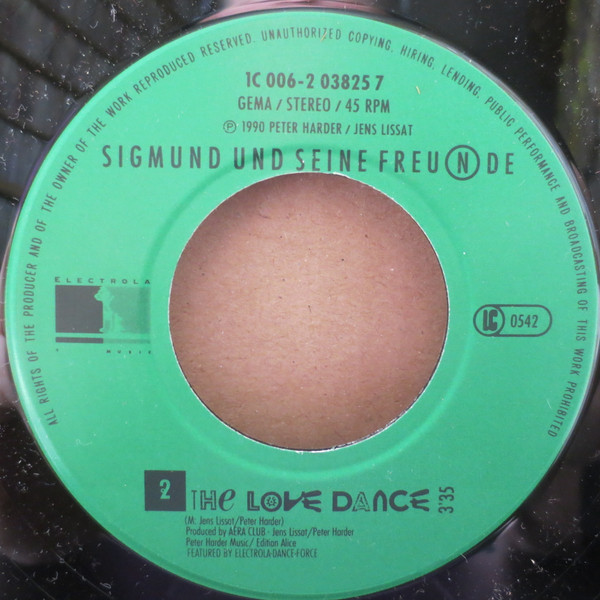 ALL RIGHTS OF THE PRODUCER AND OF THE OWNER OF THE WORK REPRODUCED RESERVED. UNAUTHORIZED COPYING, HIRING, LENDING, PUBLIC PERFORMANCE AND BROADCASTING OF THIS WORK PROHIBITED
1C 006-2 03825 7
GEMA / STEREO / 45 RPM
℗ 1990 PETER HARDER / JENS LISSAT
SIGMUND UND SEINE FREUⓃDE
ELECTROLA
MUSIC
LC 0542
2 THE LOVE DANCE 3'35
(M: Jens Lissat/Peter Harder)
Produced by AERA CLUB - Jens Lissat/Peter Harder
Peter Harder Music/ Edition Alice
FEATURED BY ELECTROLA-DANCE-FORCE